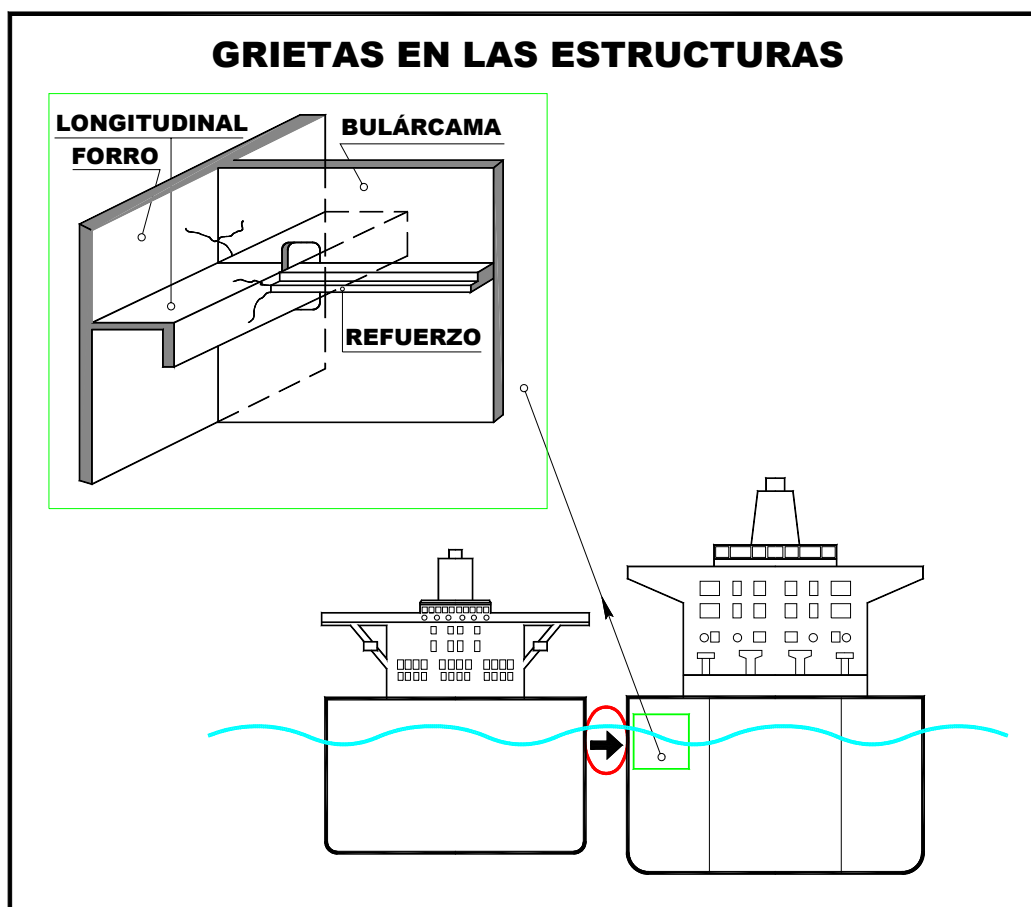 GRIETAS EN LAS ESTRUCTURAS
LONGITUDINAL
BULÁRCAMA
FORRO
REFUERZO